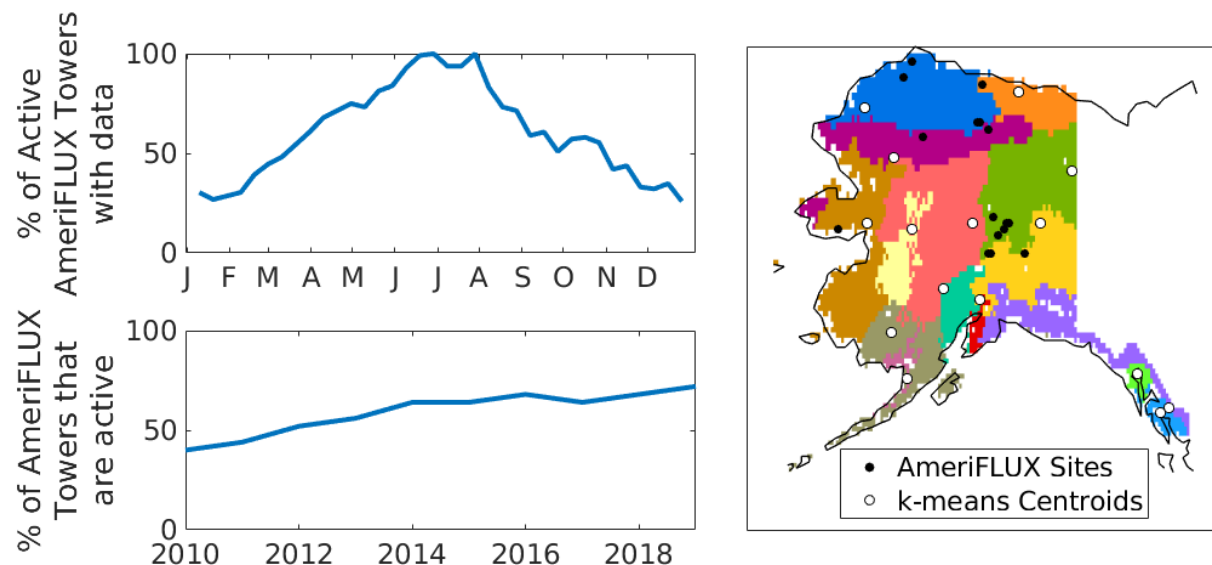 % of Active
AmeriFLUX Towers
with data
100
50
0
J F M A M J J A S O N D
% of AmeriFLUX
Towers that
are active
100
50
0
2010 2012 2014 2016 2018
AmeriFLUX Sites
k-means Centroids